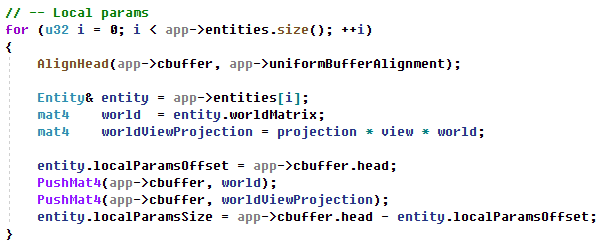 // -- Local params
for (u32 i = 0; i < app->entities.size(); ++i)
{
AlignHead(app->cbuffer, app->uniformBufferAlignment);
Entity& entity = app->entities[i];
mat4    world  = entity.worldMatrix;
mat4    worldViewProjection = projection * view * world;
entity.localParamsOffset = app->cbuffer.head;
PushMat4(app->cbuffer, world);
PushMat4(app->cbuffer, worldViewProjection);
entity.localParamsSize = app->cbuffer.head - entity.localParamsOffset;
}